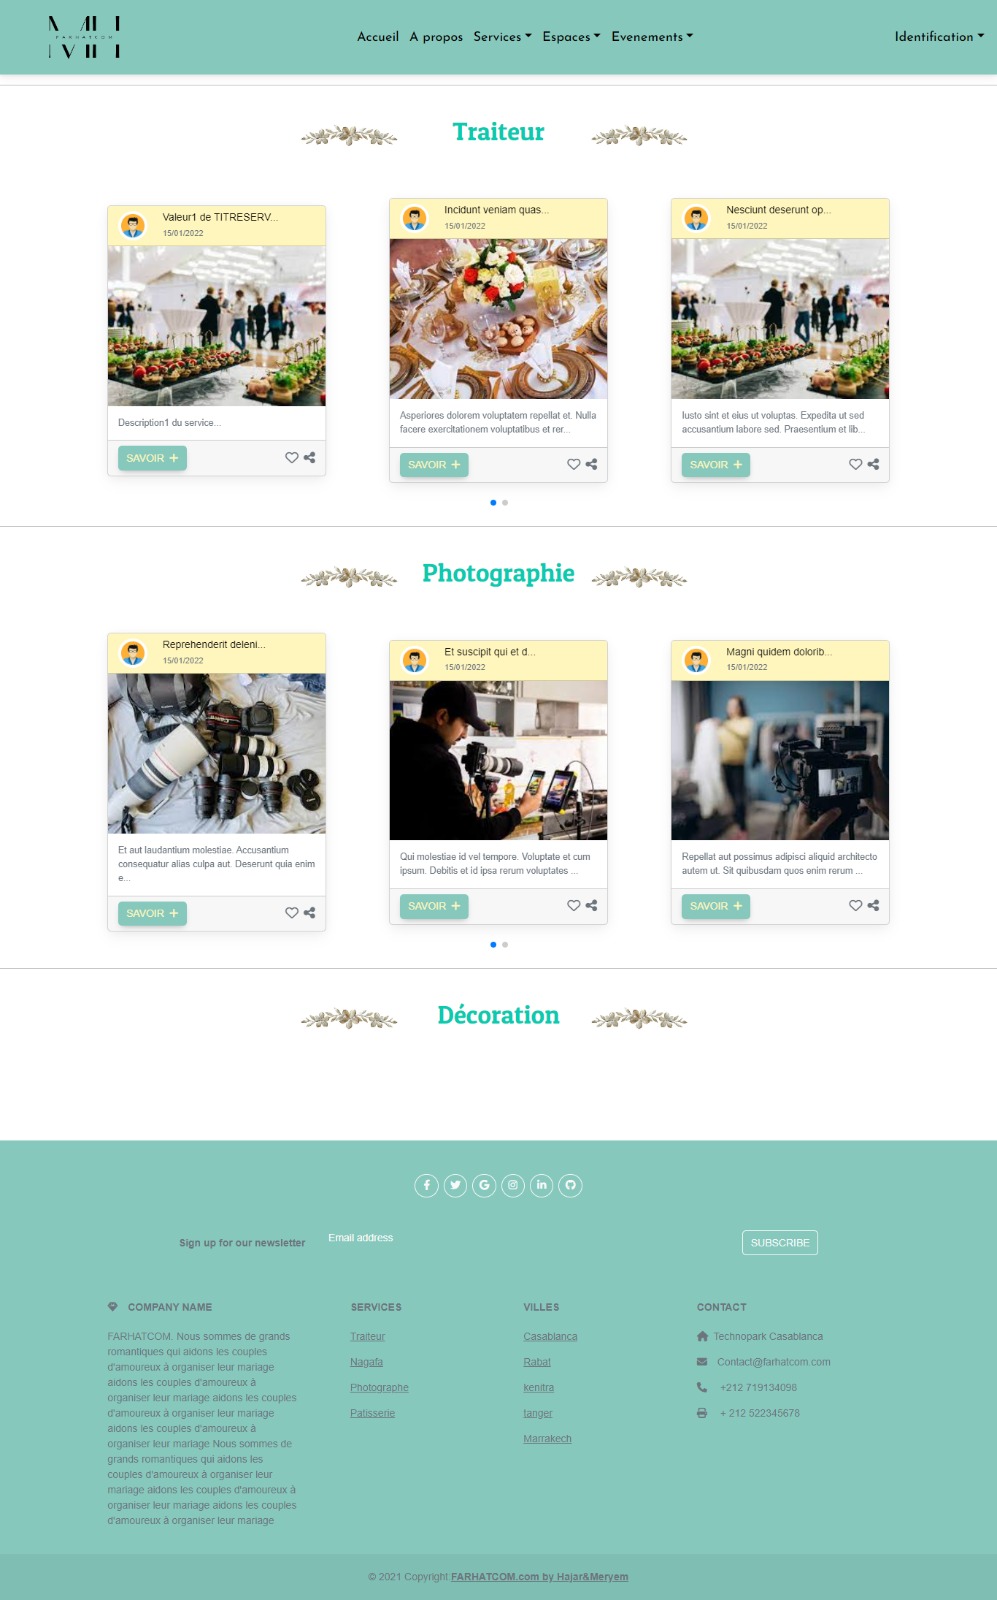 FARHATCOM
Accueil A propos Services Espaces Evenements Identification
Traiteur
Valeur1 de TITRESERV...
15/01/2022
Description1 du service...
SAVOIR +
Incidunt veniam quas...
15/01/2022
Asperiores dolorem voluptatem repellat et. Nulla
facere exercitationem voluptatibus et rer...
SAVOIR +
Nesciunt deserunt op...
15/01/2022
Iusto sint et eius ut voluptas. Expedita ut sed
accusantium labore sed. Praesentium et lib...
SAVOIR +
Photographie
Reprehenderit deleni...
15/01/2022
Et aut laudantium molestiae. Accusantium
consequatur alias culpa aut. Deserunt quia enim
e...
SAVOIR +
Et suscipit qui et d...
15/01/2022
Qui molestiae id vel tempore. Voluptate et cum
ipsum. Debitis et id ipsa rerum voluptates ...
SAVOIR +
Magni quidem dolorib...
15/01/2022
Repellat aut possimus adipisci aliquid architecto
autem ut. Sit quibusdam quos enim rerum ...
SAVOIR +
Décoration
Sign up for our newsletter Email address SUBSCRIBE
COMPANY NAME
FARHATCOM. Nous sommes de grands
romantiques qui aidons les couples
d'amoureux à organiser leur mariage
aidons les couples d'amoureux à
organiser leur mariage aidons les couples
d'amoureux à organiser leur mariage
aidons les couples d'amoureux à
organiser leur mariage Nous sommes de
grands romantiques qui aidons les
couples d'amoureux à organiser leur
mariage aidons les couples d'amoureux à
organiser leur mariage aidons les couples
d'amoureux à organiser leur mariage
SERVICES
Traiteur
Nagafa
Photographe
Patisserie
VILLES
Casablanca
Rabat
kenitra
tanger
Marrakech
CONTACT
Technopark Casablanca
Contact@farhatcom.com
+212 719134098
+ 212 522345678
© 2021 Copyright FARHATCOM.com by Hajar&Meryem